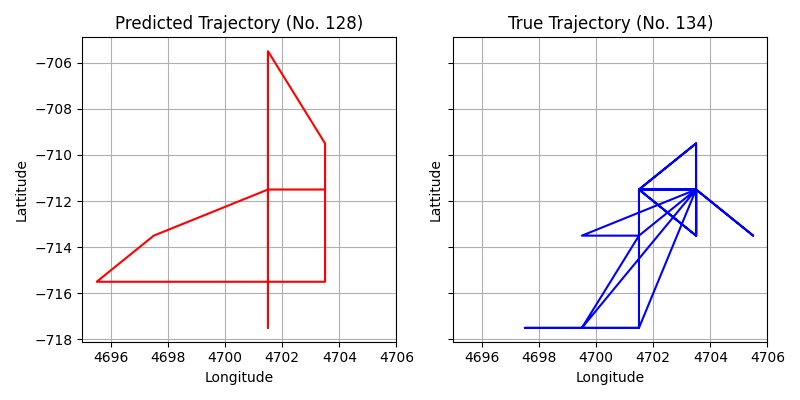 Predicted Trajectory (No. 128)
True Trajectory (No. 134)
Lattitude
−706
−708
−710
−712
−714
−716
−718
4696 4698 4700 4702 4704 4706
Longitude
Lattitude
4696 4698 4700 4702 4704 4706
Longitude